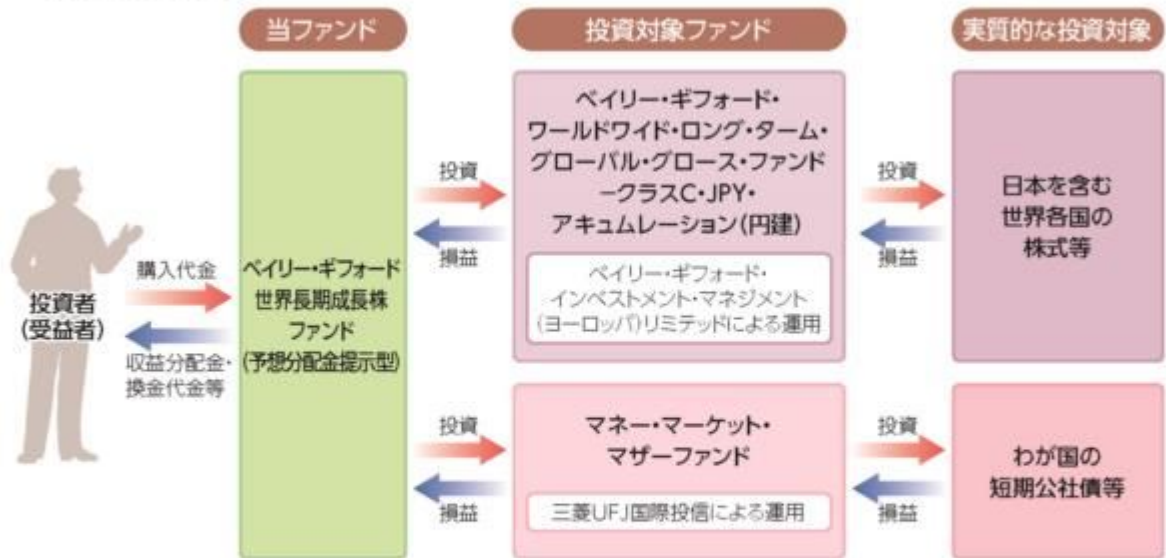 当ファンド
投資対象ファンド
実質的な投資対象
投資者
(受益者)
購入代金
収益分配金・
換金代金等
ベイリー・ギフォード
世界長期成長株
ファンド
(予想分配金提示型)
投資
損益
ベイリー・ギフォード・
ワールドワイド・ロング・ターム・
グローバル・グロース・ファンド
ークラスC・JPY・
アキュムレーション(円建)
ベイリー・ギフォード・
インベストメント・マネジメント
(ヨーロッパ)リミテッドによる運用
投資
損益
日本を含む
世界各国の
株式等
投資
損益
マネー・マーケット・
マザーファンド
三菱UFJ国際投信による運用
投資
損益
わが国の
短期公社債等